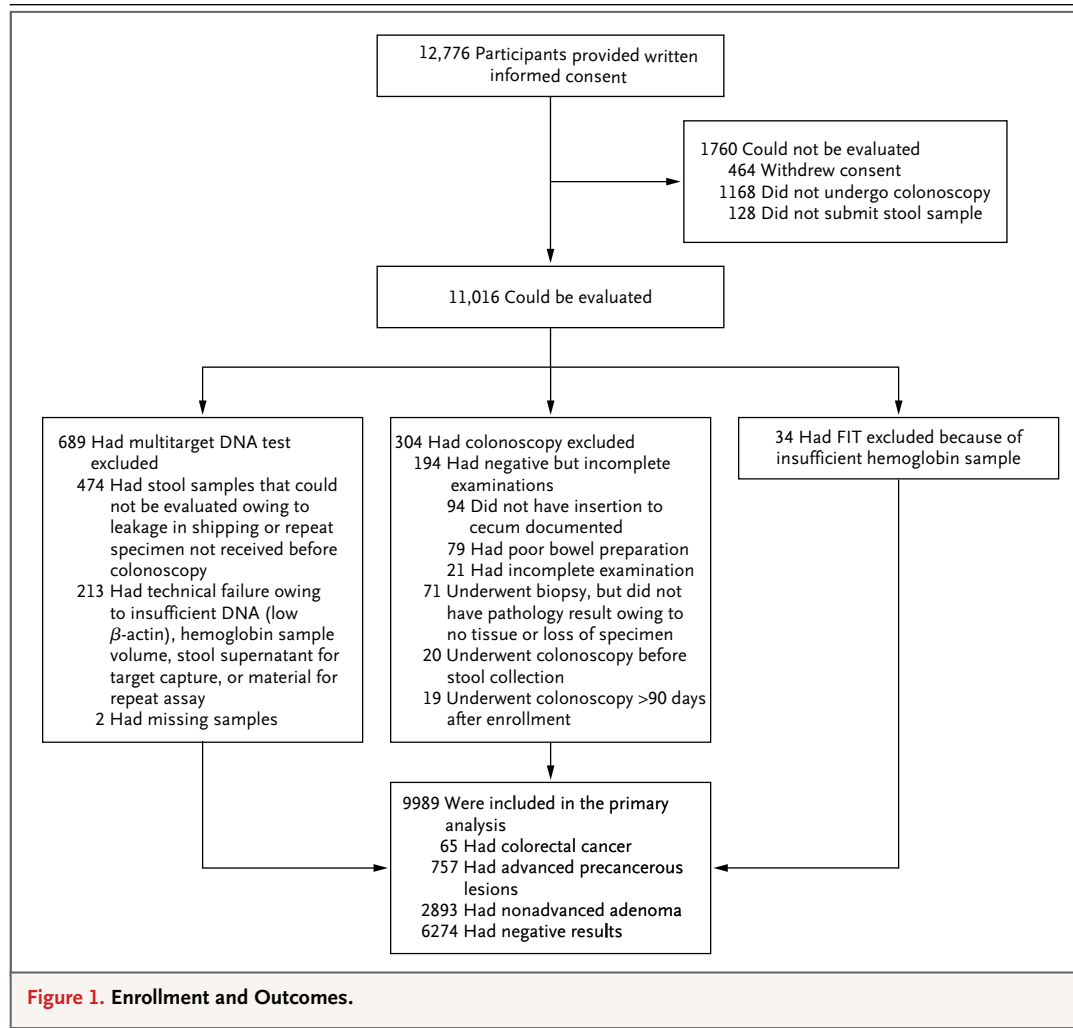 12,776 Participants provided written
informed consent
1760 Could not be evaluated
464 Withdrew consent
1168 Did not undergo colonoscopy
128 Did not submit stool sample
11,016 Could be evaluated
689 Had multitarget DNA test
excluded
474 Had stool samples that could
not be evaluated owing to
leakage in shipping or repeat
specimen not received before
colonoscopy
213 Had technical failure owing
to insufficient DNA (low
β-actin), hemoglobin sample
volume, stool supernatant for
target capture, or material for
repeat assay
2 Had missing samples
304 Had colonoscopy excluded
194 Had negative but incomplete
examinations
94 Did not have insertion to
cecum documented
79 Had poor bowel preparation
21 Had incomplete examination
71 Underwent biopsy, but did not
have pathology result owing to
no tissue or loss of specimen
20 Underwent colonoscopy before
stool collection
19 Underwent colonoscopy >90 days
after enrollment
34 Had FIT excluded because of
insufficient hemoglobin sample
9989 Were included in the primary
analysis
65 Had colorectal cancer
757 Had advanced precancerous
lesions
2893 Had nonadvanced adenoma
6274 Had negative results
Figure 1. Enrollment and Outcomes.